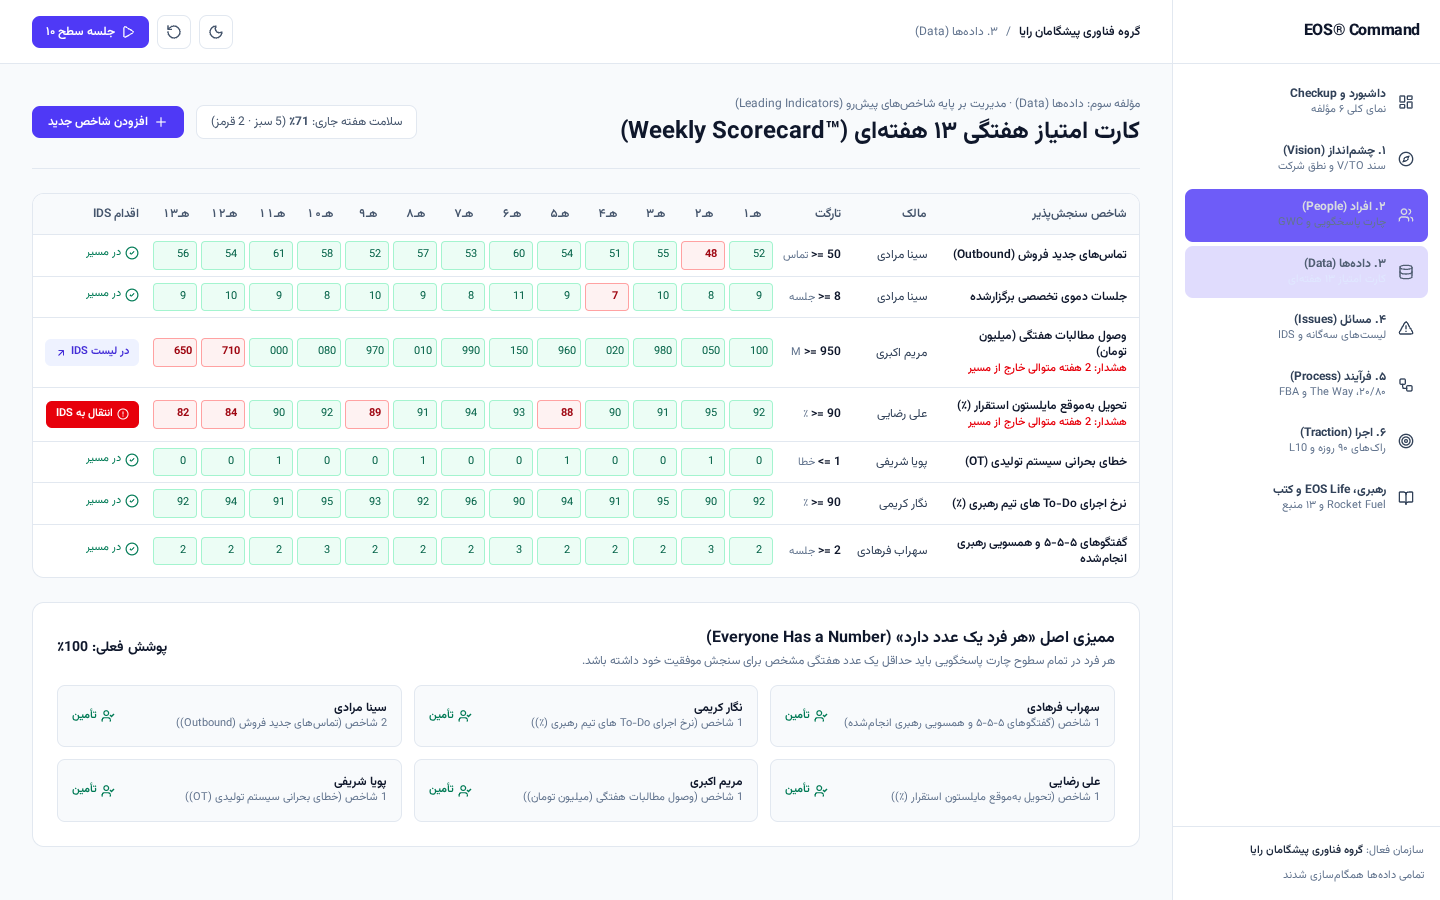 EOS® Command
داشبورد و Checkup
نمای کلی ۶ مؤلفه
۱. چشم‌انداز (Vision)
سند V/TO و نطق شرکت
۲. افراد (People)
۳. داده‌ها (Data)
۴. مسائل (Issues)
لیست‌های سه‌گانه و IDS
۵. فرآیند (Process)
۲۰/۸۰، The Way و FBA
۶. اجرا (Traction)
راک‌های ۹۰ روزه و L10
رهبری، EOS Life و کتب
Rocket Fuel و ۱۳ منبع
سازمان فعال: گروه فناوری پیشگامان رایا
تمامی داده‌ها همگام‌سازی شدند
گروه فناوری پیشگامان رایا / ۳. داده‌ها (Data)
جلسه سطح ۱۰
مؤلفه سوم: داده‌ها (Data) · مدیریت بر پایه شاخص‌های پیش‌رو (Leading Indicators)
کارت امتیاز هفتگی ۱۳ هفته‌ای (Weekly Scorecard™)
سلامت هفته جاری: 71٪ (5 سبز · 2 قرمز)
افزودن شاخص جدید
شاخص سنجش‌پذیر مالک تارگت هـ۱ هـ۲ هـ۳ هـ۴ هـ۵ هـ۶ هـ۷ هـ۸ هـ۹ هـ۱۰ هـ۱۱ هـ۱۲ هـ۱۳ اقدام IDS
تماس‌های جدید فروش (Outbound) سینا مرادی >= 50 تماس 52 48 55 51 54 60 53 57 52 58 61 54 56 در مسیر
جلسات دموی تخصصی برگزارشده سینا مرادی >= 8 جلسه 9 8 10 7 9 11 8 9 10 8 9 10 9 در مسیر
وصول مطالبات هفتگی (میلیون تومان) مریم اکبری >= 950 M 100 050 980 020 960 150 990 010 970 080 000 710 650 در لیست IDS
هشدار: 2 هفته متوالی خارج از مسیر
تحویل به‌موقع مایلستون استقرار (٪) علی رضایی >= 90 ٪ 92 95 91 90 88 93 94 91 89 92 90 84 82 انتقال به IDS
هشدار: 2 هفته متوالی خارج از مسیر
خطای بحرانی سیستم تولیدی (OT) پویا شریفی <= 1 خطا 0 1 0 0 1 0 0 1 0 0 1 0 0 در مسیر
نرخ اجرای To-Do های تیم رهبری (٪) نگار کریمی >= 90 ٪ 92 90 95 91 94 90 96 92 93 95 91 94 92 در مسیر
گفتگوهای ۵-۵-۵ و همسویی رهبری انجام‌شده سهراب فرهادی >= 2 جلسه 2 3 2 2 2 3 2 2 2 3 2 2 2 در مسیر
ممیزی اصل «هر فرد یک عدد دارد» (Everyone Has a Number)
هر فرد در تمام سطوح چارت پاسخگویی باید حداقل یک عدد هفتگی مشخص برای سنجش موفقیت خود داشته باشد.
پوشش فعلی: 100٪
سهراب فرهادی
1 شاخص (گفتگوهای ۵-۵-۵ و همسویی رهبری انجام‌شده)
تأمین
نگار کریمی
1 شاخص (نرخ اجرای To-Do های تیم رهبری (٪))
تأمین
سینا مرادی
2 شاخص (تماس‌های جدید فروش (Outbound))
تأمین
علی رضایی
1 شاخص (تحویل به‌موقع مایلستون استقرار (٪))
تأمین
مریم اکبری
1 شاخص (وصول مطالبات هفتگی (میلیون تومان))
تأمین
پویا شریفی
1 شاخص (خطای بحرانی سیستم تولیدی (OT))
تأمین